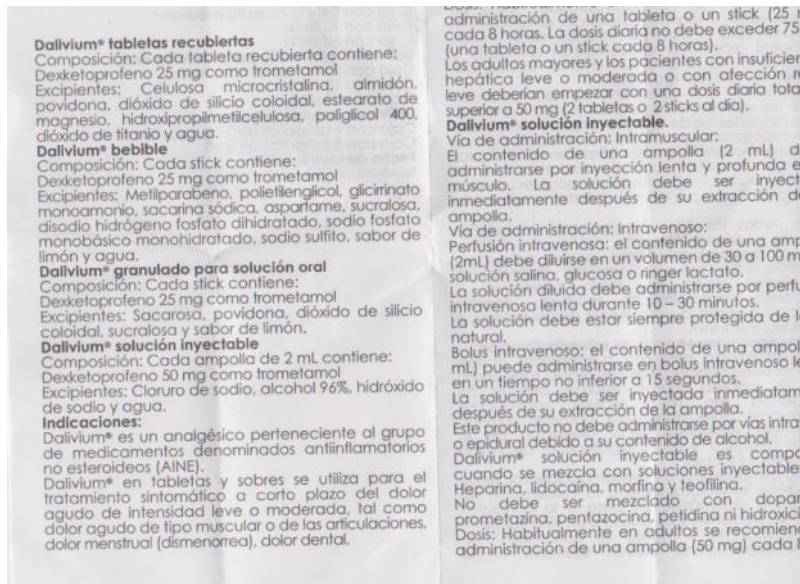 Dalivium® tabletas recubiertas
Composición: Cada tableta recubierta contiene:
Dexketoprofeno 25 mg como trometamol
Excipientes: Celulosa microcristalina, almidón,
povidona, dióxido de silicio coloidal, estearato de
magnesio, hidroxipropilmetilcelulosa, poliglicol 400,
dióxido de titanio y agua.
Dalivium® bebible
Composición: Cada stick contiene:
Dexketoprofeno 25 mg como trometamol
Excipientes: Metilparabeno, polietilenglicol, glicirrinato
monoamonio, sacarina sódica, aspartame, sucralosa,
disodio hidrógeno fosfato dihidratado, sodio fosfato
monobásico monohidratado, sodio sulfito, sabor de
limón y agua.
Dalivium® granulado para solución oral
Composición: Cada stick contiene:
Dexketoprofeno 25 mg como trometamol
Excipientes: Sacarosa, povidona, dióxido de silicio
coloidal, sucralosa y sabor de limón.
Dalivium® solución inyectable
Composición: Cada ampolla de 2 mL contiene:
Dexketoprofeno 50 mg como trometamol
Excipientes: Cloruro de sodio, alcohol 96%, hidróxido
de sodio y agua.
Indicaciones:
Dalivium® es un analgésico perteneciente al grupo
de medicamentos denominados antiinflamatorios
no esteroideos (AINE).
Dalivium® en tabletas y sobres se utiliza para el
tratamiento sintomático a corto plazo del dolor
agudo de intensidad leve o moderada, tal como
dolor agudo de tipo muscular o de las articulaciones,
dolor menstrual (dismenorrea), dolor dental.
administración de una tableta o un stick (25
cada 8 horas. La dosis diaria no debe exceder 75
(una tableta o un stick cada 8 horas).
Los adultos mayores y los pacientes con insuficien
hepática leve o moderada o con afección r
leve deberían empezar con una dosis diaria tota
superior a 50 mg (2 tabletas o 2 sticks al día).
Dalivium® solución inyectable.
Vía de administración: Intramuscular:
El contenido de una ampolla (2 mL) d
administrarse por inyección lenta y profunda e
músculo. La solución debe ser inyect
inmediatamente después de su extracción d
ampolla.
Vía de administración: Intravenoso:
Perfusión intravenosa: el contenido de una amp
(2mL) debe diluirse en un volumen de 30 a 100 m
solución salina, glucosa o ringer lactato.
La solución diluida debe administrarse por perfu
intravenosa lenta durante 10 – 30 minutos.
La solución debe estar siempre protegida de l
natural.
Bolus intravenoso: el contenido de una ampol
mL) puede administrarse en bolus intravenoso le
en un tiempo no inferior a 15 segundos.
La solución debe ser inyectada inmediatam
después de su extracción de la ampolla.
Este producto no debe administrarse por vías intra
o epidural debido a su contenido de alcohol.
Dalivium® solución inyectable es compa
cuando se mezcla con soluciones inyectable
Heparina, lidocaína, morfina y teofilina.
No debe ser mezclado con dopar
prometazina, pentazocina, petidina ni hidroxici
Dosis: Habitualmente en adultos se recomiend
administración de una ampolla (50 mg) cada 8